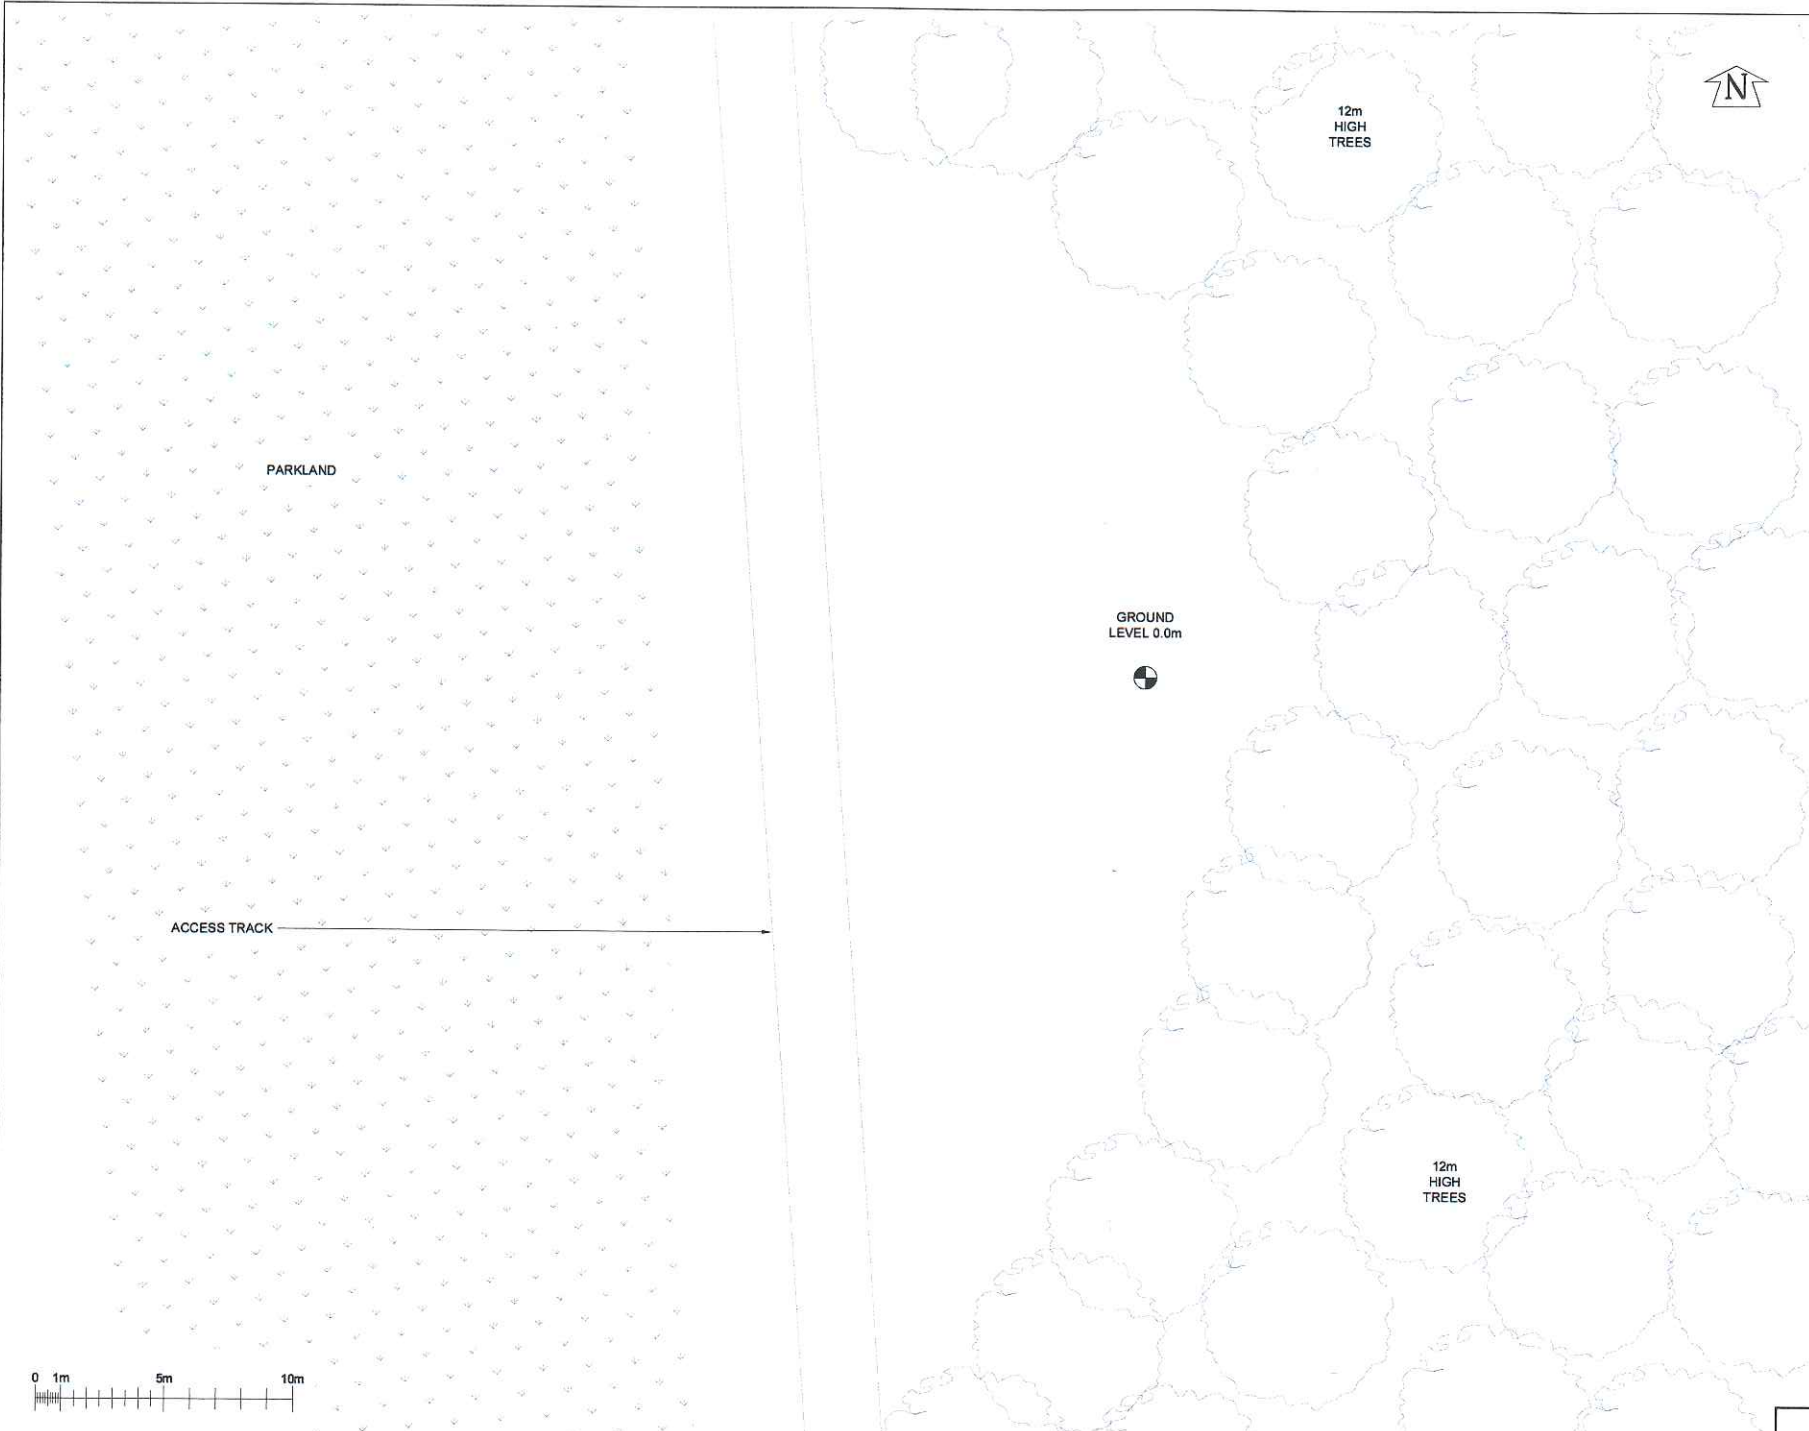 N
12m
HIGH
TREES
PARKLAND
GROUND
LEVEL 0.0m
ACCESS TRACK
12m
HIGH
TREES
0 1m 5m 10m